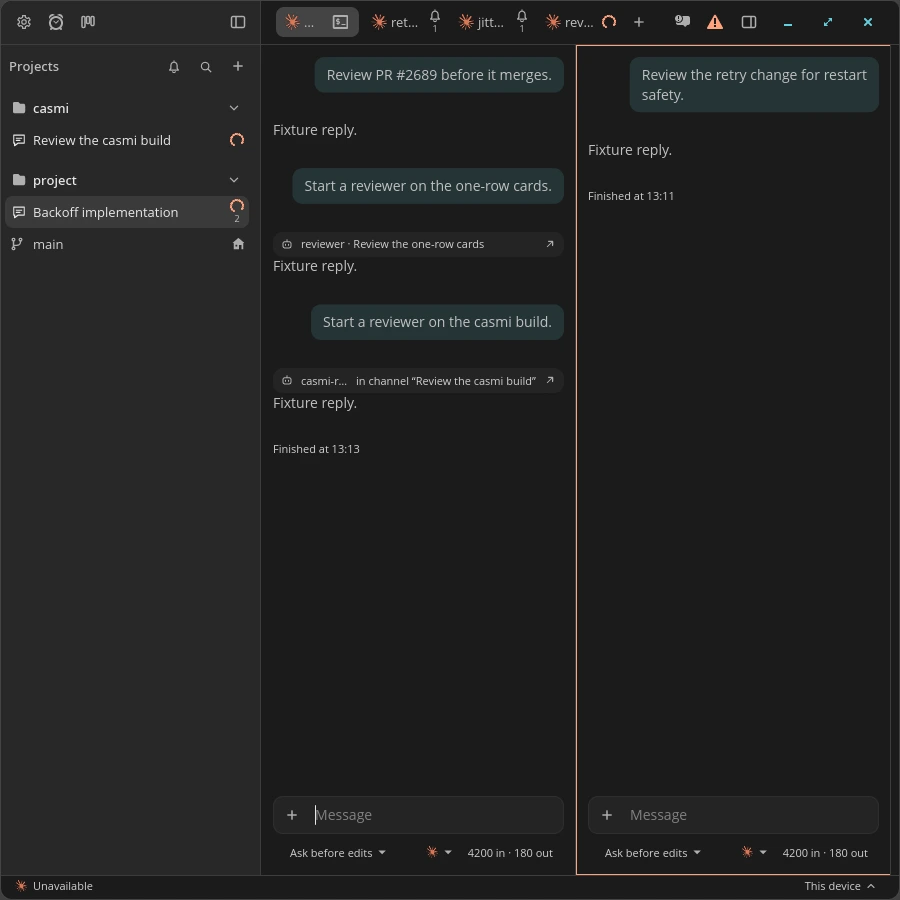 ...
ret...
1
jitt...
1
rev...
Projects
casmi
Review the casmi build
project
Backoff implementation
2
main
Review PR #2689 before it merges.
Fixture reply.
Start a reviewer on the one-row cards.
reviewer · Review the one-row cards
Fixture reply.
Start a reviewer on the casmi build.
casmi-r... in channel “Review the casmi build”
Fixture reply.
Finished at 13:13
Message
Ask before edits
4200 in · 180 out
Review the retry change for restart
safety.
Fixture reply.
Finished at 13:11
Message
Ask before edits
4200 in · 180 out
Unavailable
This device